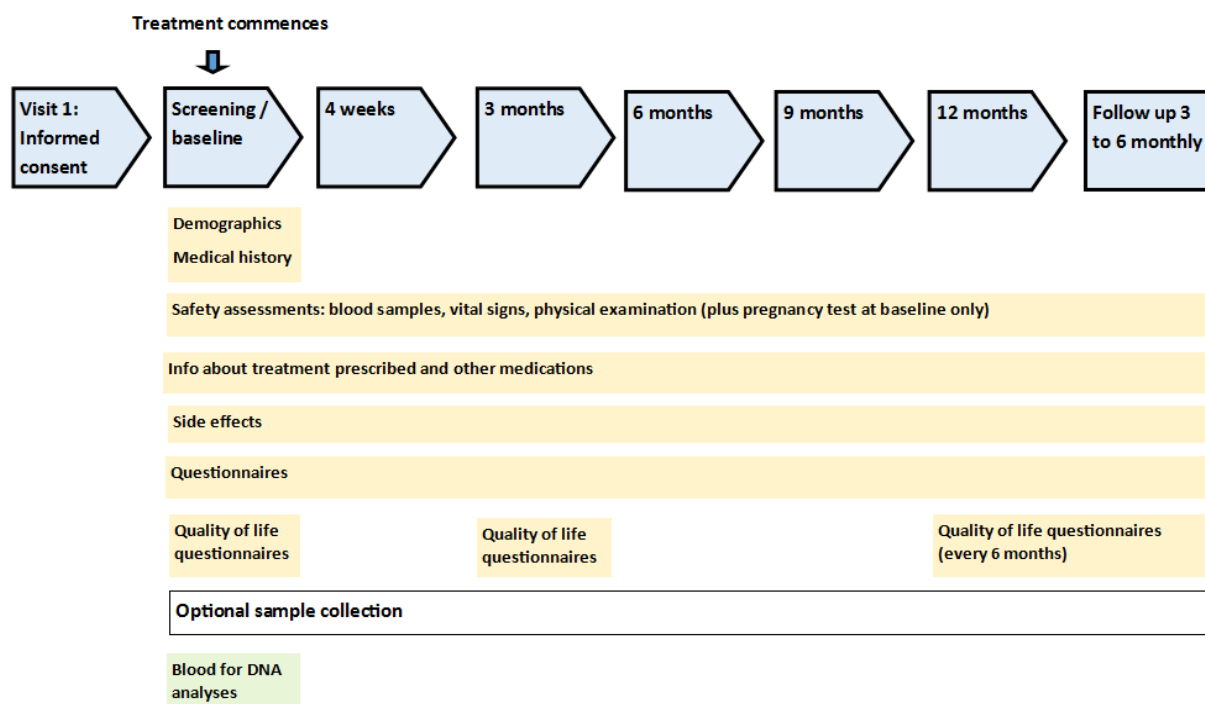 Treatment commences
Visit 1:
Informed
consent
Screening /
baseline
4 weeks
3 months
6 months
9 months
12 months
Follow up 3
to 6 monthly
Demographics
Medical history
Safety assessments: blood samples, vital signs, physical examination (plus pregnancy test at baseline only)
Info about treatment prescribed and other medications
Side effects
Questionnaires
Quality of life
questionnaires
Quality of life
questionnaires
Quality of life questionnaires
(every 6 months)
Optional sample collection
Blood for DNA
analyses